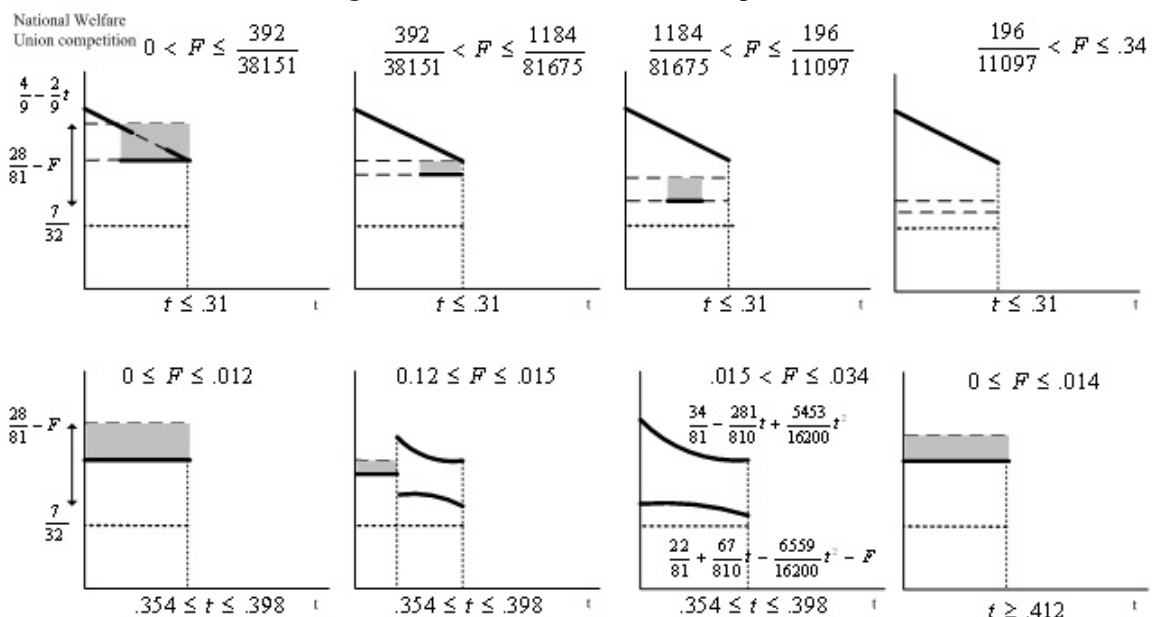 National Welfare
Union competition
0 < F ≤ 392/38151
392/38151 < F ≤ 1184/81675
1184/81675 < F ≤ 196/11097
196/11097 < F ≤ .34
4/9 − 2/9 t
28/81 − F
7/32
t ≤ .31 t
t ≤ .31 t
t ≤ .31 t
t ≤ .31 t
0 ≤ F ≤ .012
0.12 ≤ F ≤ .015
.015 < F ≤ .034
0 ≤ F ≤ .014
28/81 − F
7/32
34/81 − 281/810 t + 5453/16200 t²
22/81 + 67/810 t − 6559/16200 t² − F
.354 ≤ t ≤ .398 t
.354 ≤ t ≤ .398 t
.354 ≤ t ≤ .398 t
t ≥ .412 t